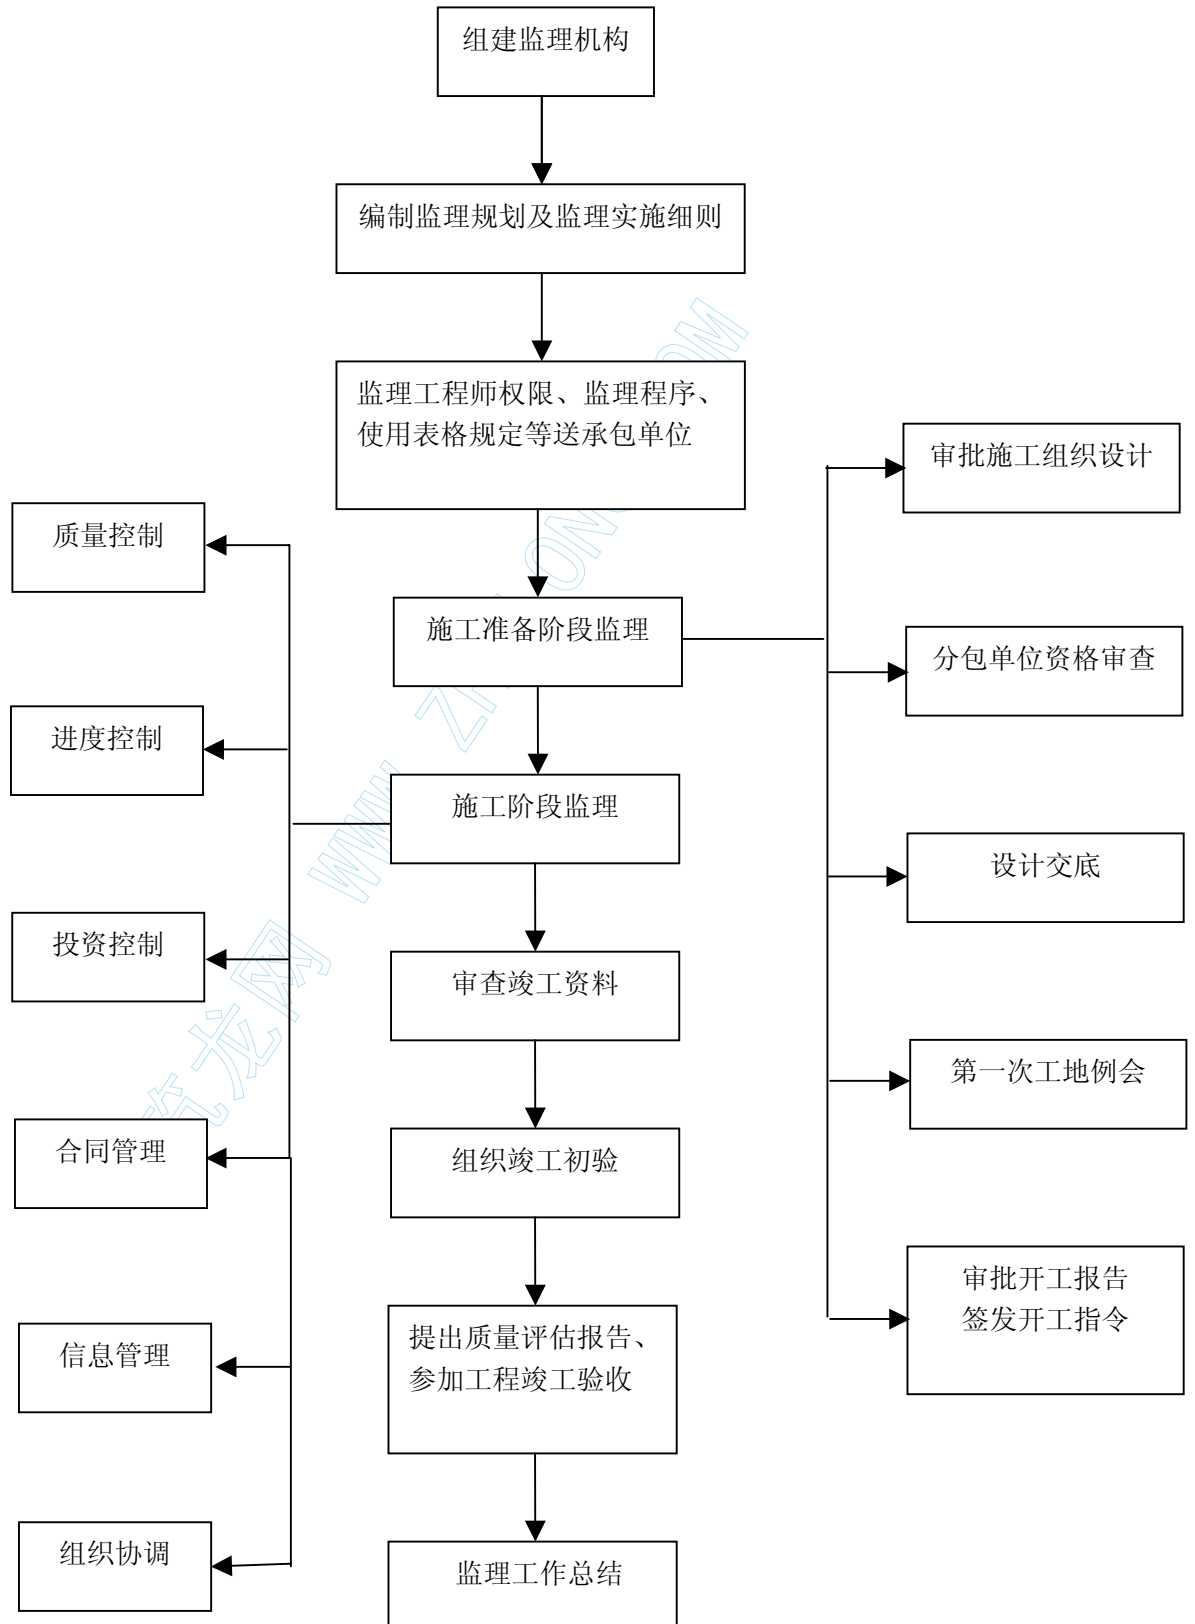 组建监理机构
编制监理规划及监理实施细则
监理工程师权限、监理程序、
使用表格规定等送承包单位
施工准备阶段监理
审批施工组织设计
分包单位资格审查
设计交底
第一次工地例会
审批开工报告
签发开工指令
施工阶段监理
质量控制
进度控制
投资控制
合同管理
信息管理
组织协调
审查竣工资料
组织竣工初验
提出质量评估报告、
参加工程竣工验收
监理工作总结